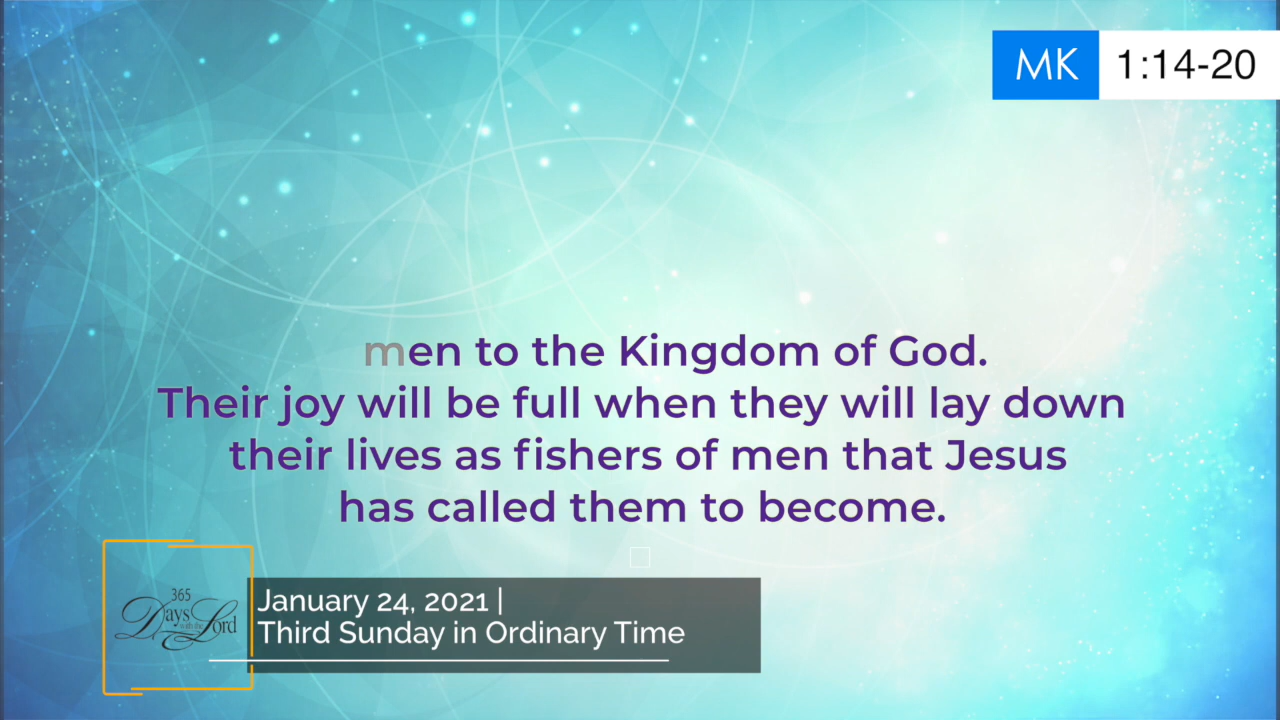 MK 1:14-20
men to the Kingdom of God.
Their joy will be full when they will lay down
their lives as fishers of men that Jesus
has called them to become.
365
Days with the Lord
January 24, 2021 |
Third Sunday in Ordinary Time